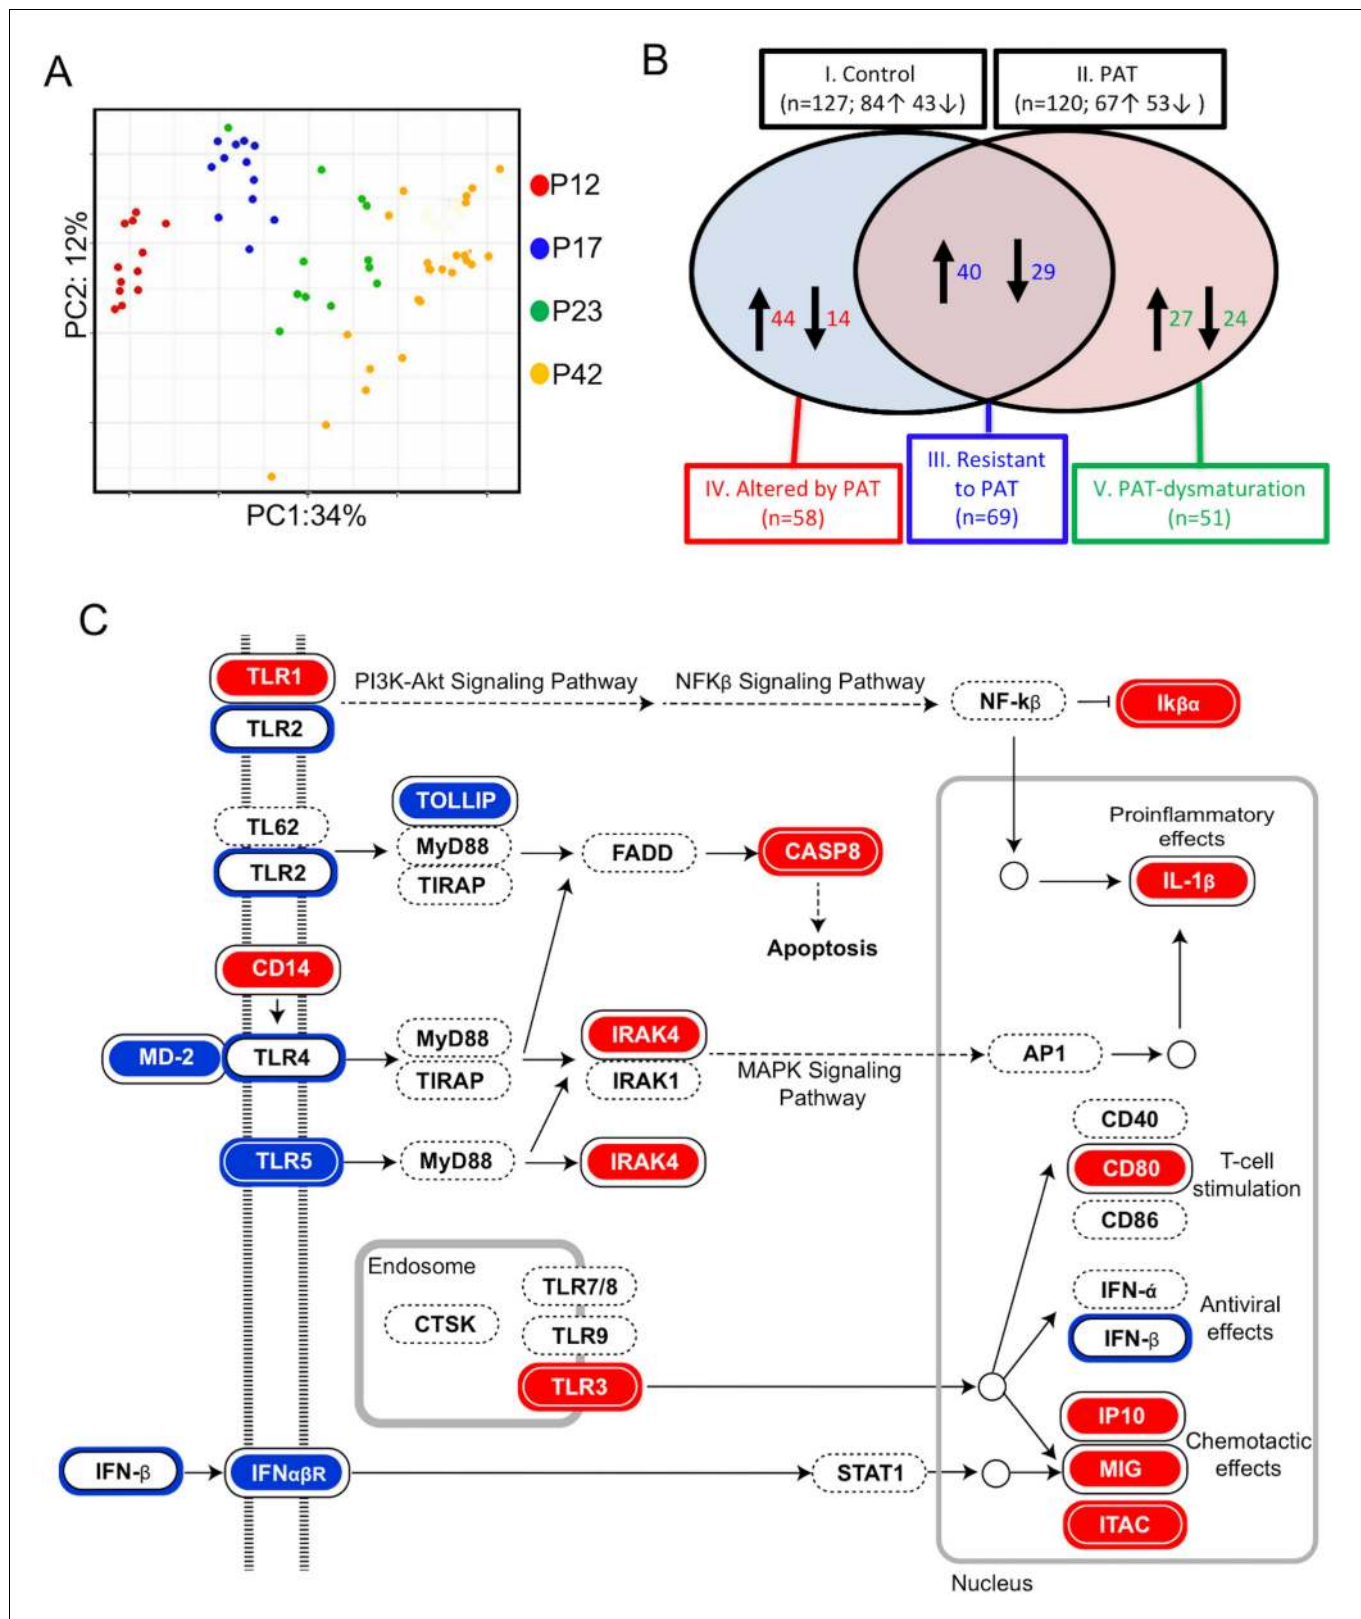 A
PC2: 12%
PC1:34%
P12
P17
P23
P42
B
I. Control
(n=127; 84↑ 43↓)
II. PAT
(n=120; 67↑ 53↓ )
40
29
44
14
27
24
IV. Altered by PAT
(n=58)
III. Resistant
to PAT
(n=69)
V. PAT-dysmaturation
(n=51)
C
TLR1
TLR2
PI3K-Akt Signaling Pathway
NFKβ Signaling Pathway
NF-kβ
Ikβα
TL62
TLR2
TOLLIP
MyD88
TIRAP
FADD
CASP8
Apoptosis
Proinflammatory
effects
IL-1β
CD14
MD-2
TLR4
MyD88
TIRAP
IRAK4
IRAK1
MAPK Signaling
Pathway
AP1
TLR5
MyD88
IRAK4
CD40
CD80
CD86
T-cell
stimulation
Endosome
CTSK
TLR7/8
TLR9
TLR3
IFN-ά
IFN-β
Antiviral
effects
IP10
MIG
ITAC
Chemotactic
effects
IFN-β
IFNαβR
STAT1
Nucleus